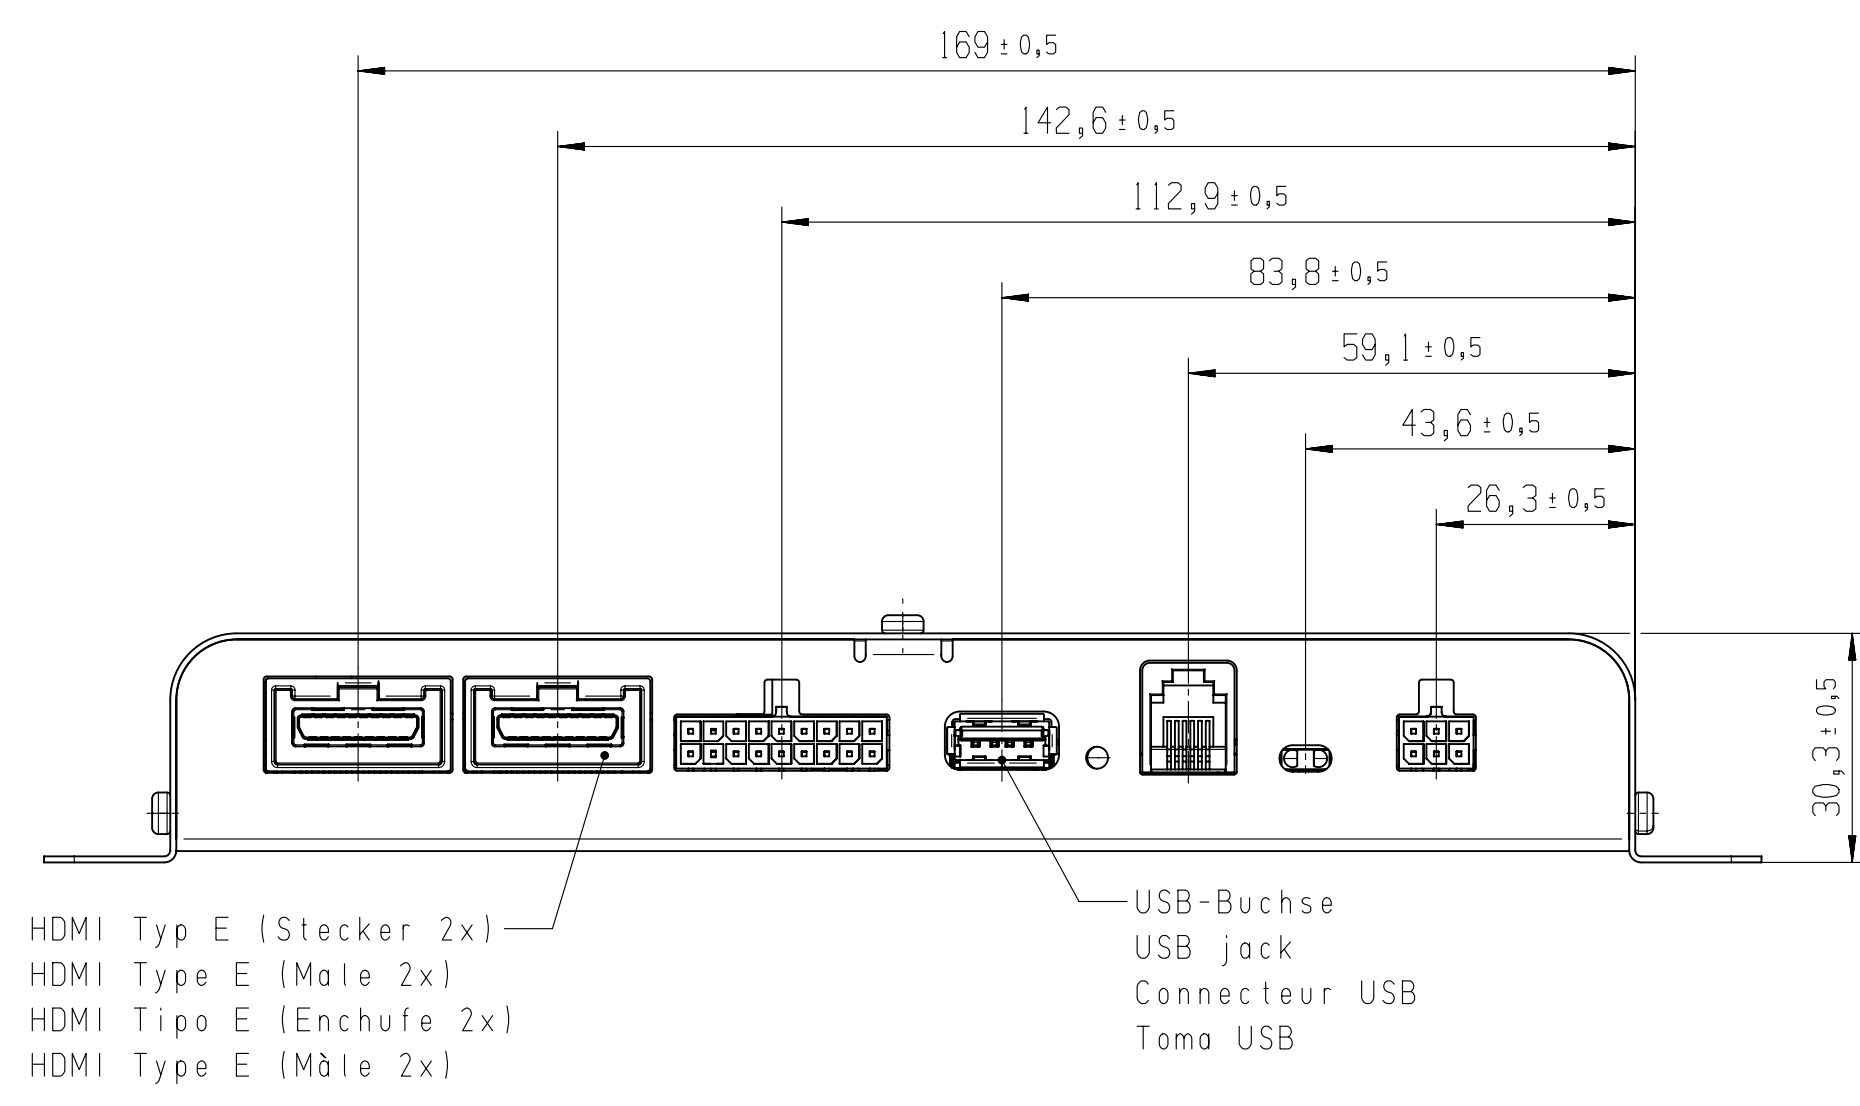 169 ± 0,5
142,6 ± 0,5
112,9 ± 0,5
83,8 ± 0,5
59,1 ± 0,5
43,6 ± 0,5
26,3 ± 0,5
30,3 ± 0,5
HDMI Typ E (Stecker 2x)
HDMI Type E (Male 2x)
HDMI Tipo E (Enchufe 2x)
HDMI Type E (Màle 2x)
USB-Buchse
USB jack
Connecteur USB
Toma USB